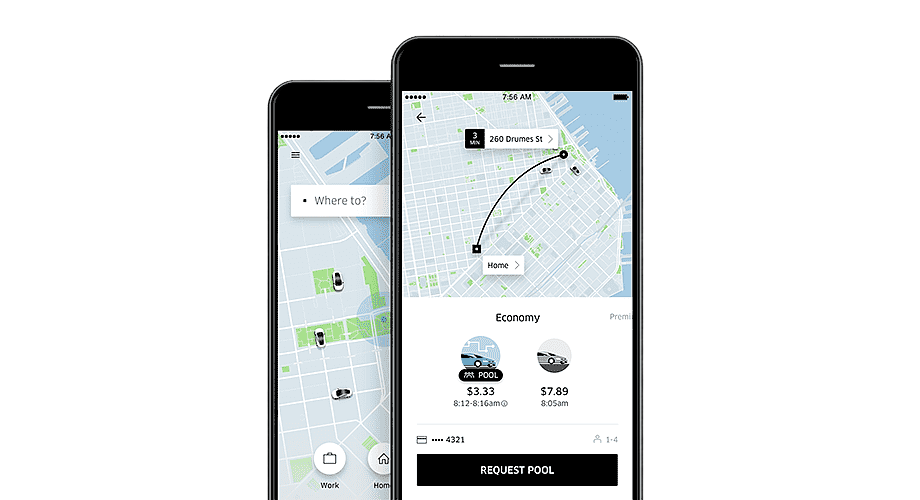 7:56 A
Where to?
Work
Home
7:56 AM
3
MIN
260 Drumes St
Home
Economy
Premi
POOL
$3.33
$7.89
8:12-8:16am
8:05am
•••• 4321
1-4
REQUEST POOL